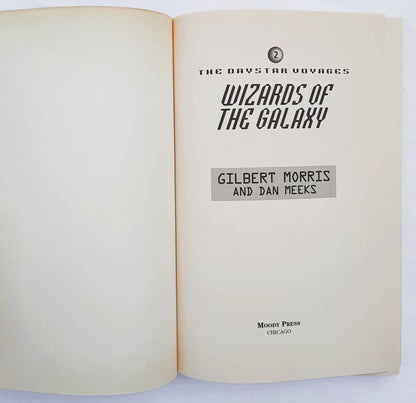 2
THE DAYSTAR VOYAGES
WIZARDS OF
THE GALAXY
GILBERT MORRIS
AND DAN MEEKS
MOODY PRESS
CHICAGO